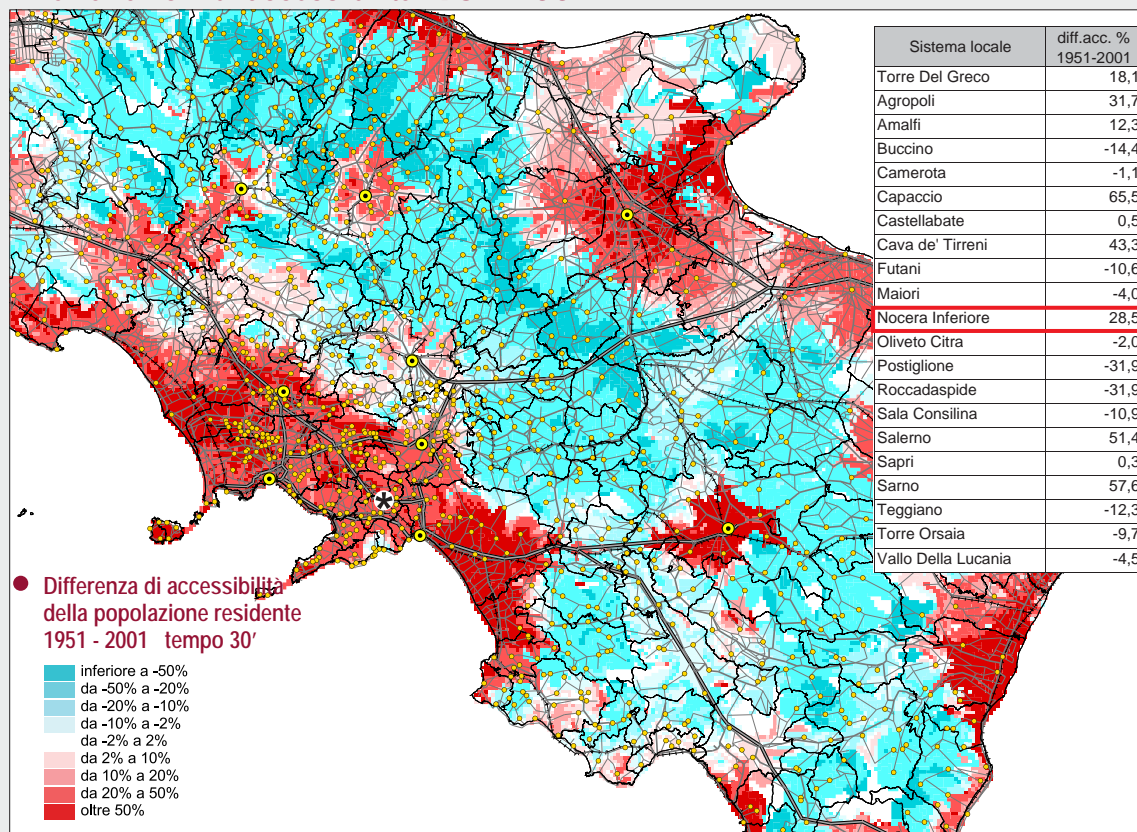 Sistema locale diff.acc. % 1951-2001
Torre Del Greco 18,1
Agropoli 31,7
Amalfi 12,3
Buccino -14,4
Camerota -1,1
Capaccio 65,5
Castellabate 0,5
Cava de' Tirreni 43,3
Futani -10,6
Maiori -4,0
Nocera Inferiore 28,5
Oliveto Citra -2,0
Postiglione -31,9
Roccadaspide -31,9
Sala Consilina -10,9
Salerno 51,4
Sapri 0,3
Sarno 57,6
Teggiano -12,3
Torre Orsaia -9,7
Vallo Della Lucania -4,5
Differenza di accessibilità
della popolazione residente
1951 - 2001 tempo 30'
inferiore a -50%
da -50% a -20%
da -20% a -10%
da -10% a -2%
da -2% a 2%
da 2% a 10%
da 10% a 20%
da 20% a 50%
oltre 50%